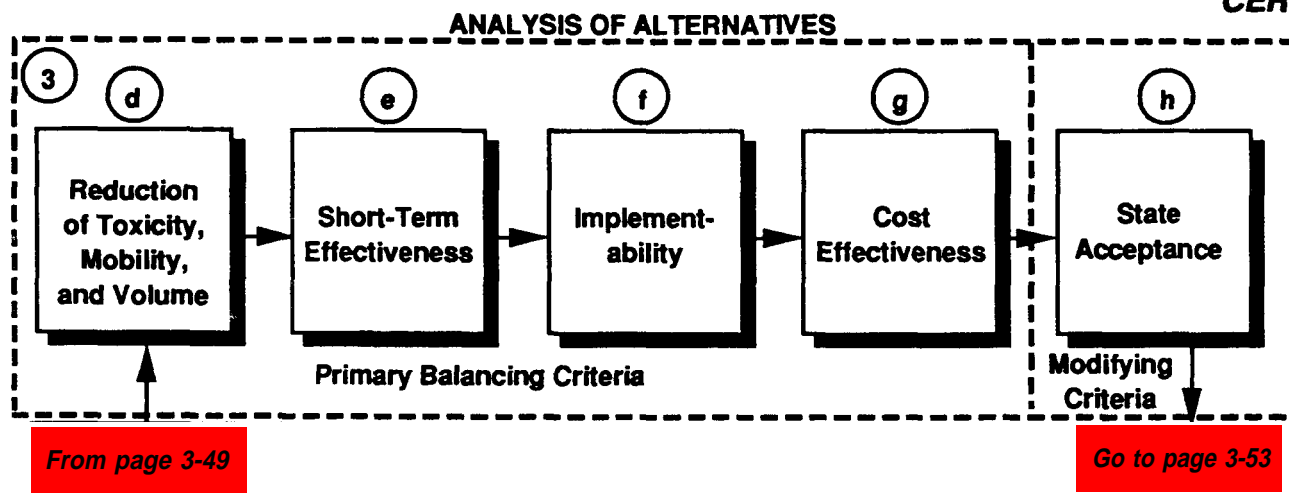 CER
ANALYSIS OF ALTERNATIVES
3
d
e
f
g
h
Reduction
of Toxicity,
Mobility,
and Volume
Short-Term
Effectiveness
Implement-
ability
Cost
Effectiveness
State
Acceptance
Primary Balancing Criteria
Modifying
Criteria
From page 3-49
Go to page 3-53